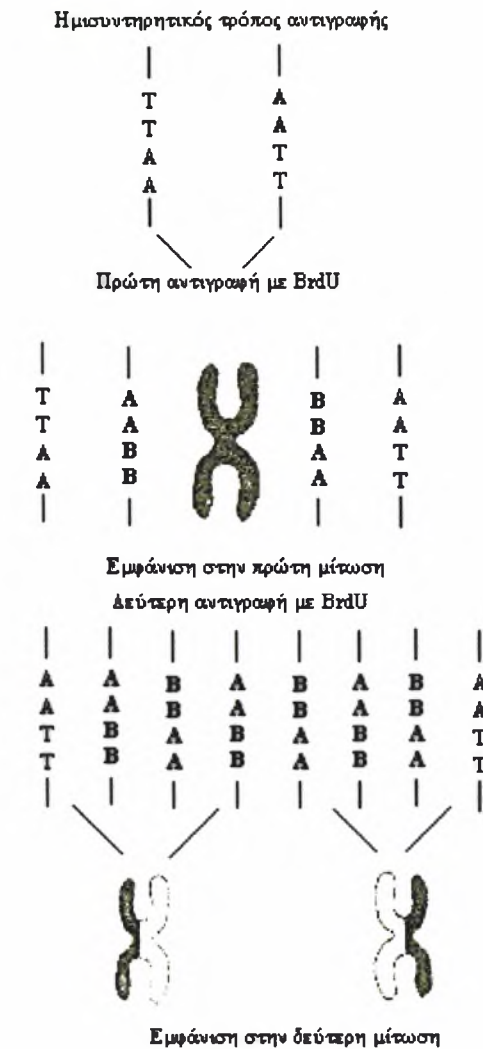 Ημισυντηρητικός τρόπος αντιγραφής
T A
T A
A T
A T
Πρώτη αντιγραφή με BrdU
T A B A
T A B A
A B A T
A B A T
Εμφάνιση στην πρώτη μίτωση
Δεύτερη αντιγραφή με BrdU
A A B A B A B A
A A B A B A B A
T B A B A B A T
T B A B A B A T
Εμφάνιση στην δεύτερη μίτωση